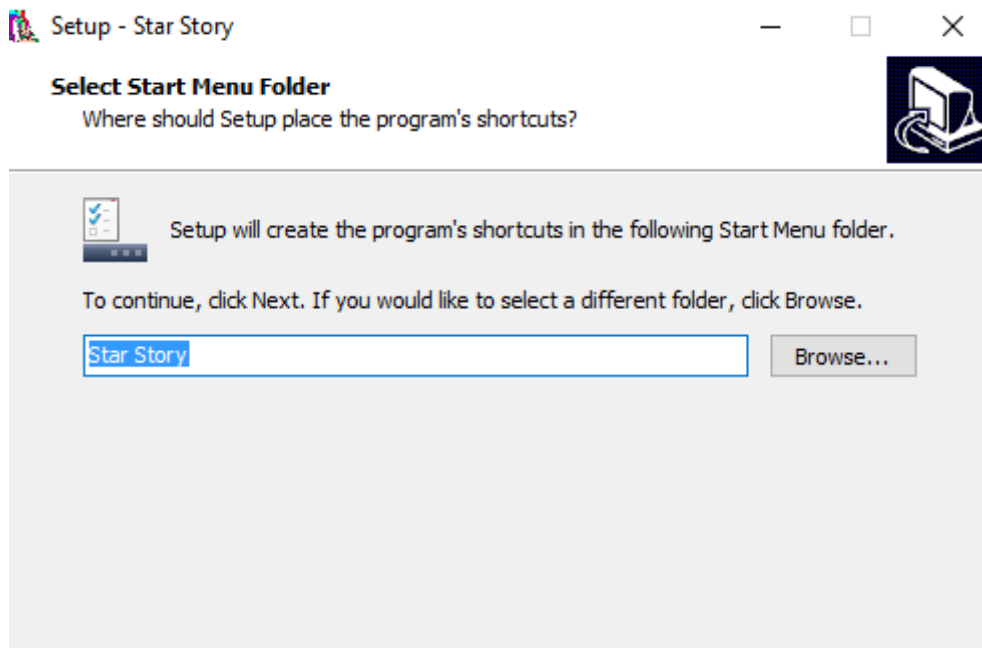 Setup - Star Story
Select Start Menu Folder
Where should Setup place the program's shortcuts?
Setup will create the program's shortcuts in the following Start Menu folder.
To continue, click Next. If you would like to select a different folder, click Browse.
Star Story
Browse...